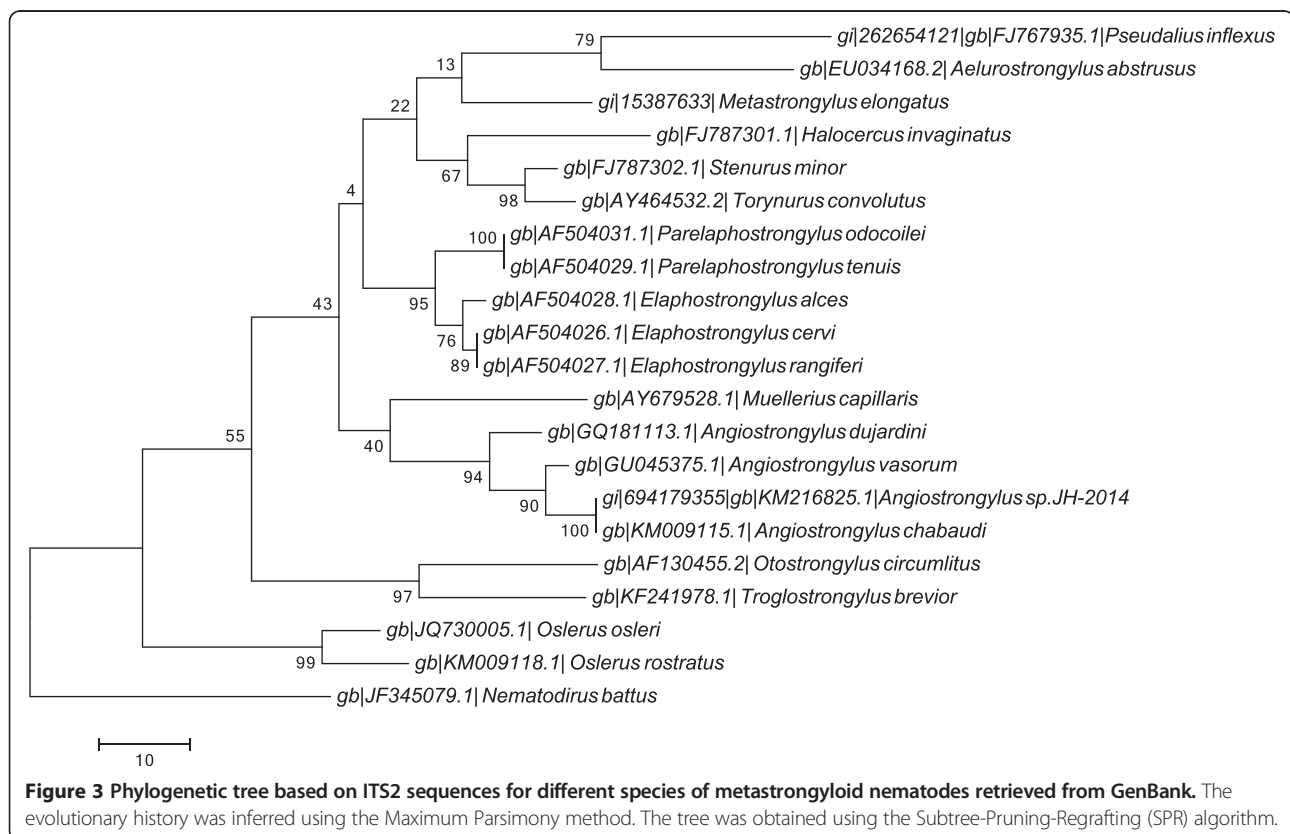 79
gi|262654121|gb|FJ767935.1|Pseudalius inflexus
13
gb|EU034168.2| Aelurostrongylus abstrusus
gi|15387633| Metastrongylus elongatus
22
gb|FJ787301.1| Halocercus invaginatus
67
gb|FJ787302.1| Stenurus minor
98
gb|AY464532.2| Torynurus convolutus
4
100
gb|AF504031.1| Parelaphostrongylus odocoilei
gb|AF504029.1| Parelaphostrongylus tenuis
95
gb|AF504028.1| Elaphostrongylus alces
43
76
gb|AF504026.1| Elaphostrongylus cervi
89
gb|AF504027.1| Elaphostrongylus rangiferi
gb|AY679528.1| Muellerius capillaris
55
40
gb|GQ181113.1| Angiostrongylus dujardini
94
gb|GU045375.1| Angiostrongylus vasorum
90
gi|694179355|gb|KM216825.1|Angiostrongylus sp.JH-2014
100
gb|KM009115.1| Angiostrongylus chabaudi
gb|AF130455.2| Otostrongylus circumlitus
97
gb|KF241978.1| Troglostrongylus brevior
gb|JQ730005.1| Oslerus osleri
99
gb|KM009118.1| Oslerus rostratus
gb|JF345079.1| Nematodirus battus
10
Figure 3 Phylogenetic tree based on ITS2 sequences for different species of metastrongyloid nematodes retrieved from GenBank. The
evolutionary history was inferred using the Maximum Parsimony method. The tree was obtained using the Subtree-Pruning-Regrafting (SPR) algorithm.